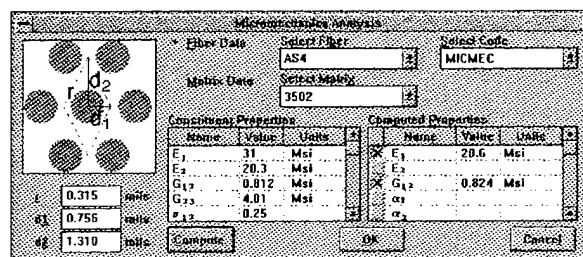 Micromechanics Analysis
* Fiber Data
Select Fiber
AS4
Select Code
MICMEC
Matrix Data
Select Matrix
3502
d2
r
d1
Constituent Properties
Name Value Units
E1 31 Msi
E2 20.3 Msi
G12 0.812 Msi
G23 4.01 Msi
0.25
Computed Properties
Name Value Units
E1 20.6 Msi
E2
G12 0.824 Msi
α1
α2
r 0.315 mils
d1 0.756 mils
d2 1.310 mils
Compute
OK
Cancel